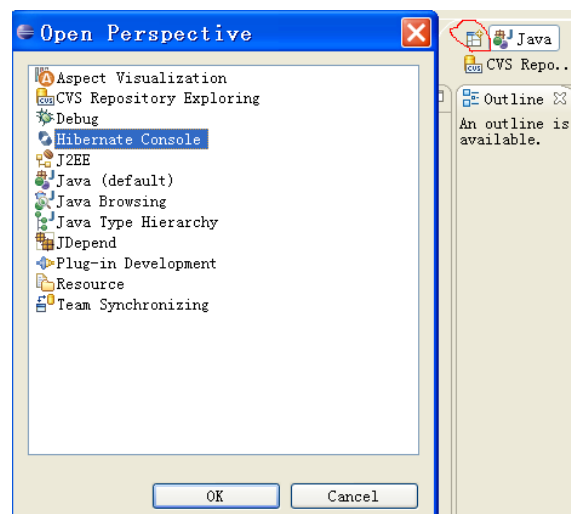 Open Perspective
Aspect Visualization
CVS Repository Exploring
Debug
Hibernate Console
J2EE
Java (default)
Java Browsing
Java Type Hierarchy
JDepend
Plug-in Development
Resource
Team Synchronizing
OK
Cancel
Java
CVS Repo..
Outline
An outline is
available.